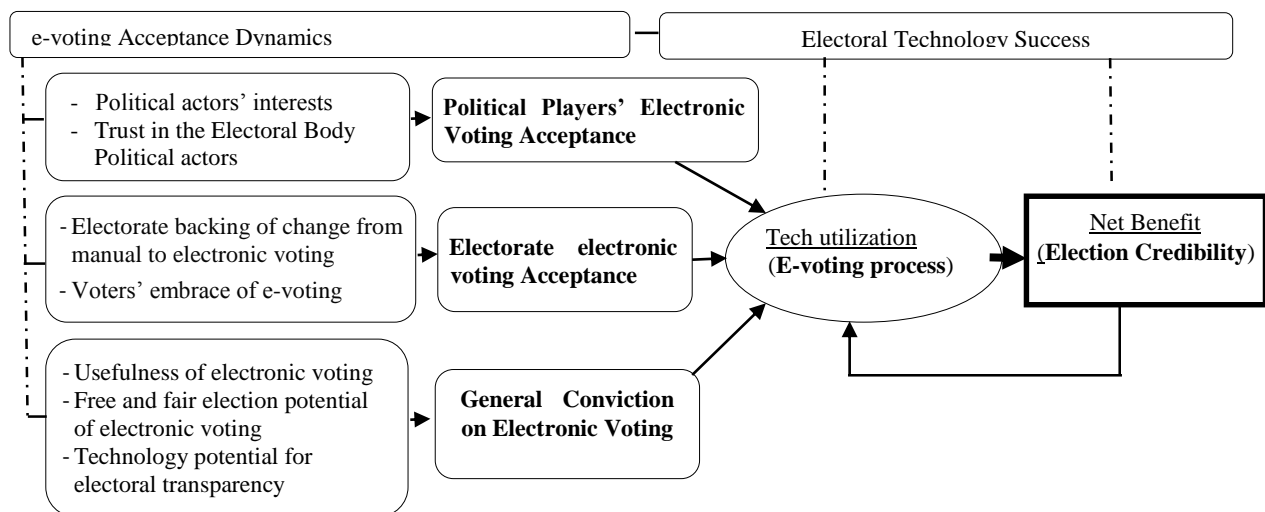 e-voting Acceptance Dynamics
Electoral Technology Success
- Political actors’ interests
- Trust in the Electoral Body
Political actors
Political Players’ Electronic
Voting Acceptance
- Electorate backing of change from
manual to electronic voting
- Voters’ embrace of e-voting
Electorate electronic
voting Acceptance
- Usefulness of electronic voting
- Free and fair election potential
of electronic voting
- Technology potential for
electoral transparency
General Conviction
on Electronic Voting
Tech utilization
(E-voting process)
Net Benefit
(Election Credibility)